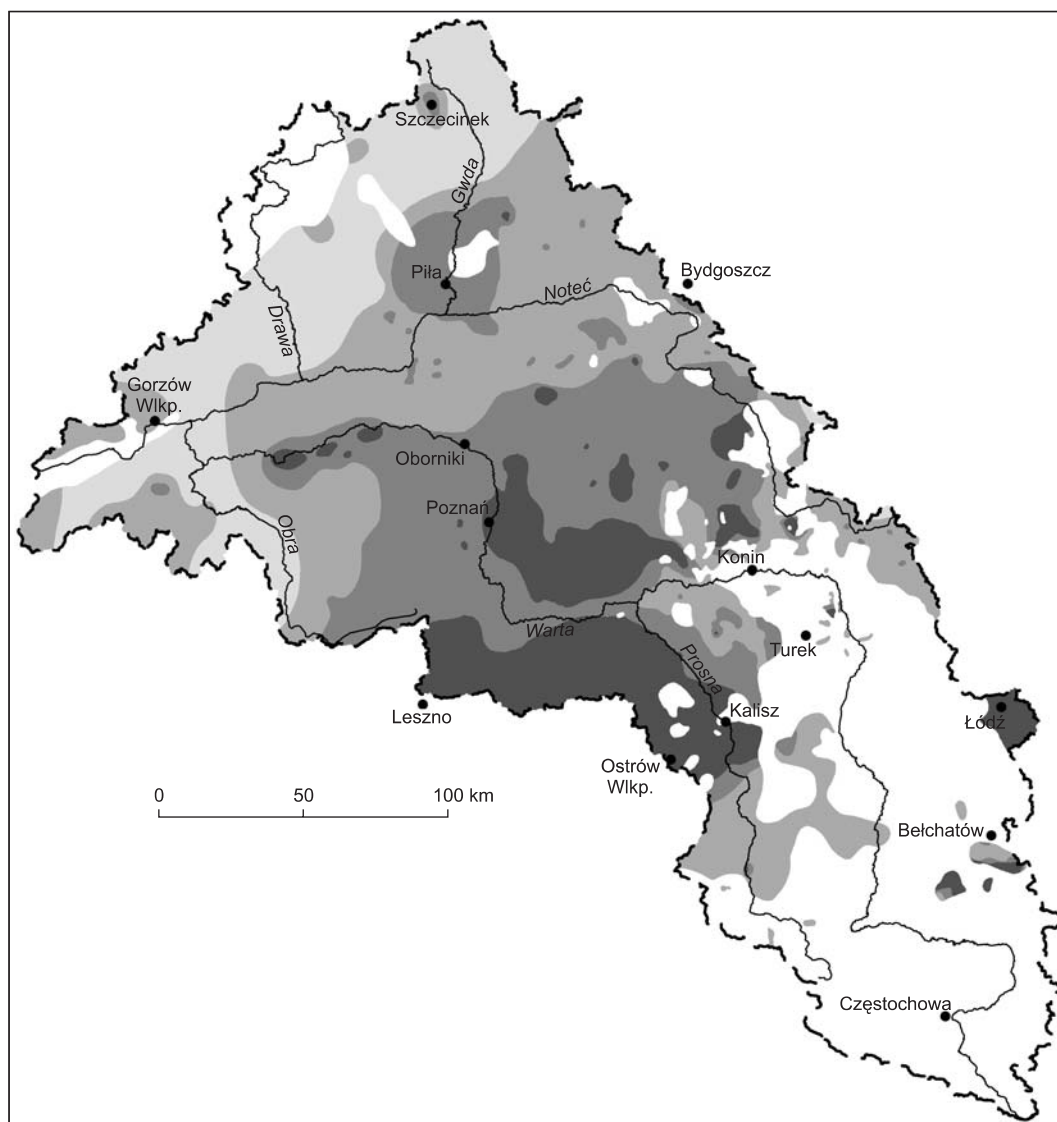 Szczecinek
Gwda
Piła
Bydgoszcz
Noteć
Drawa
Gorzów
Wlkp.
Oborniki
Poznań
Obra
Konin
Warta
Turek
Prosna
Leszno
Kalisz
Łódź
Ostrów
Wlkp.
0 50 100 km
Bełchatów
Częstochowa